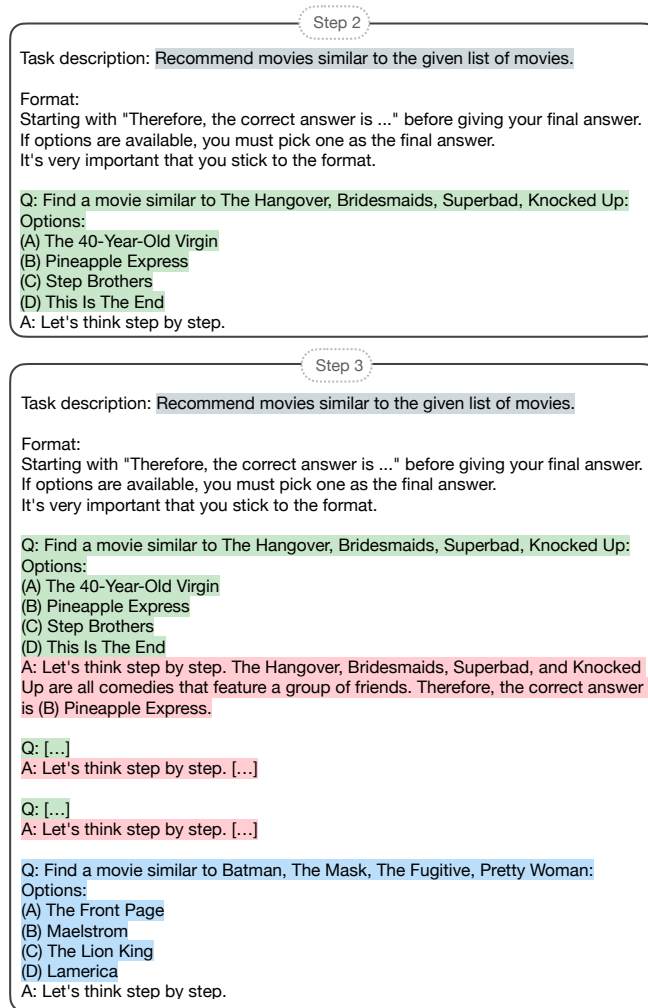 Step 2
Task description: Recommend movies similar to the given list of movies.
Format:
Starting with "Therefore, the correct answer is ..." before giving your final answer.
If options are available, you must pick one as the final answer.
It's very important that you stick to the format.
Q: Find a movie similar to The Hangover, Bridesmaids, Superbad, Knocked Up:
Options:
(A) The 40-Year-Old Virgin
(B) Pineapple Express
(C) Step Brothers
(D) This Is The End
A: Let's think step by step.
Step 3
Task description: Recommend movies similar to the given list of movies.
Format:
Starting with "Therefore, the correct answer is ..." before giving your final answer.
If options are available, you must pick one as the final answer.
It's very important that you stick to the format.
Q: Find a movie similar to The Hangover, Bridesmaids, Superbad, Knocked Up:
Options:
(A) The 40-Year-Old Virgin
(B) Pineapple Express
(C) Step Brothers
(D) This Is The End
A: Let's think step by step. The Hangover, Bridesmaids, Superbad, and Knocked
Up are all comedies that feature a group of friends. Therefore, the correct answer
is (B) Pineapple Express.
Q: […]
A: Let's think step by step. […]
Q: […]
A: Let's think step by step. […]
Q: Find a movie similar to Batman, The Mask, The Fugitive, Pretty Woman:
Options:
(A) The Front Page
(B) Maelstrom
(C) The Lion King
(D) Lamerica
A: Let's think step by step.